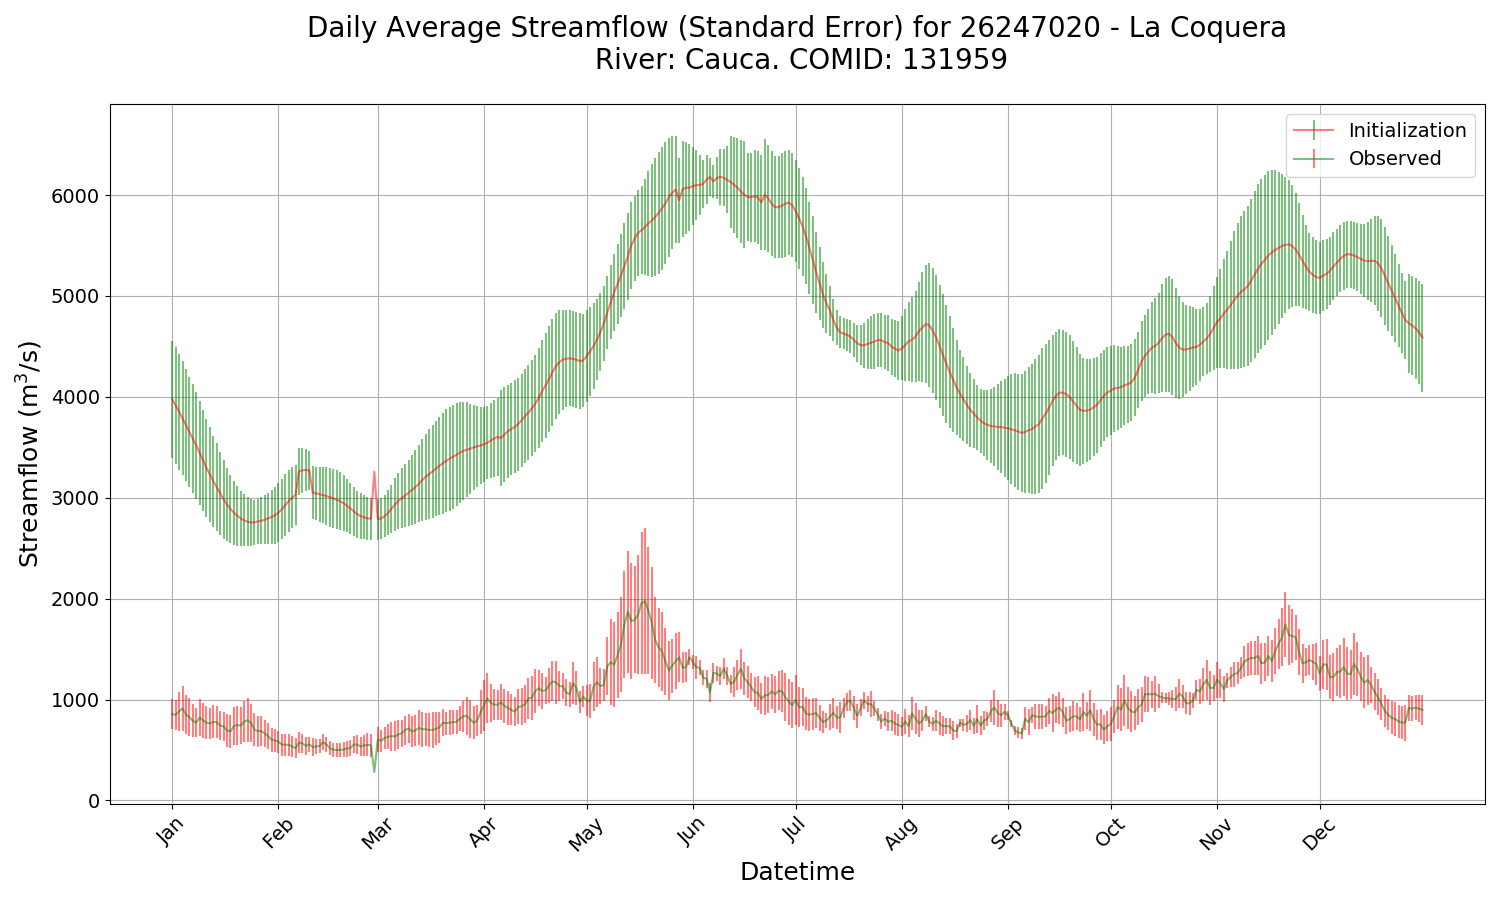 Daily Average Streamflow (Standard Error) for 26247020 - La Coquera
River: Cauca. COMID: 131959
Initialization
Observed
Streamflow (m³/s)
6000
5000
4000
3000
2000
1000
0
Jan
Feb
Mar
Apr
May
Jun
Jul
Aug
Sep
Oct
Nov
Dec
Datetime